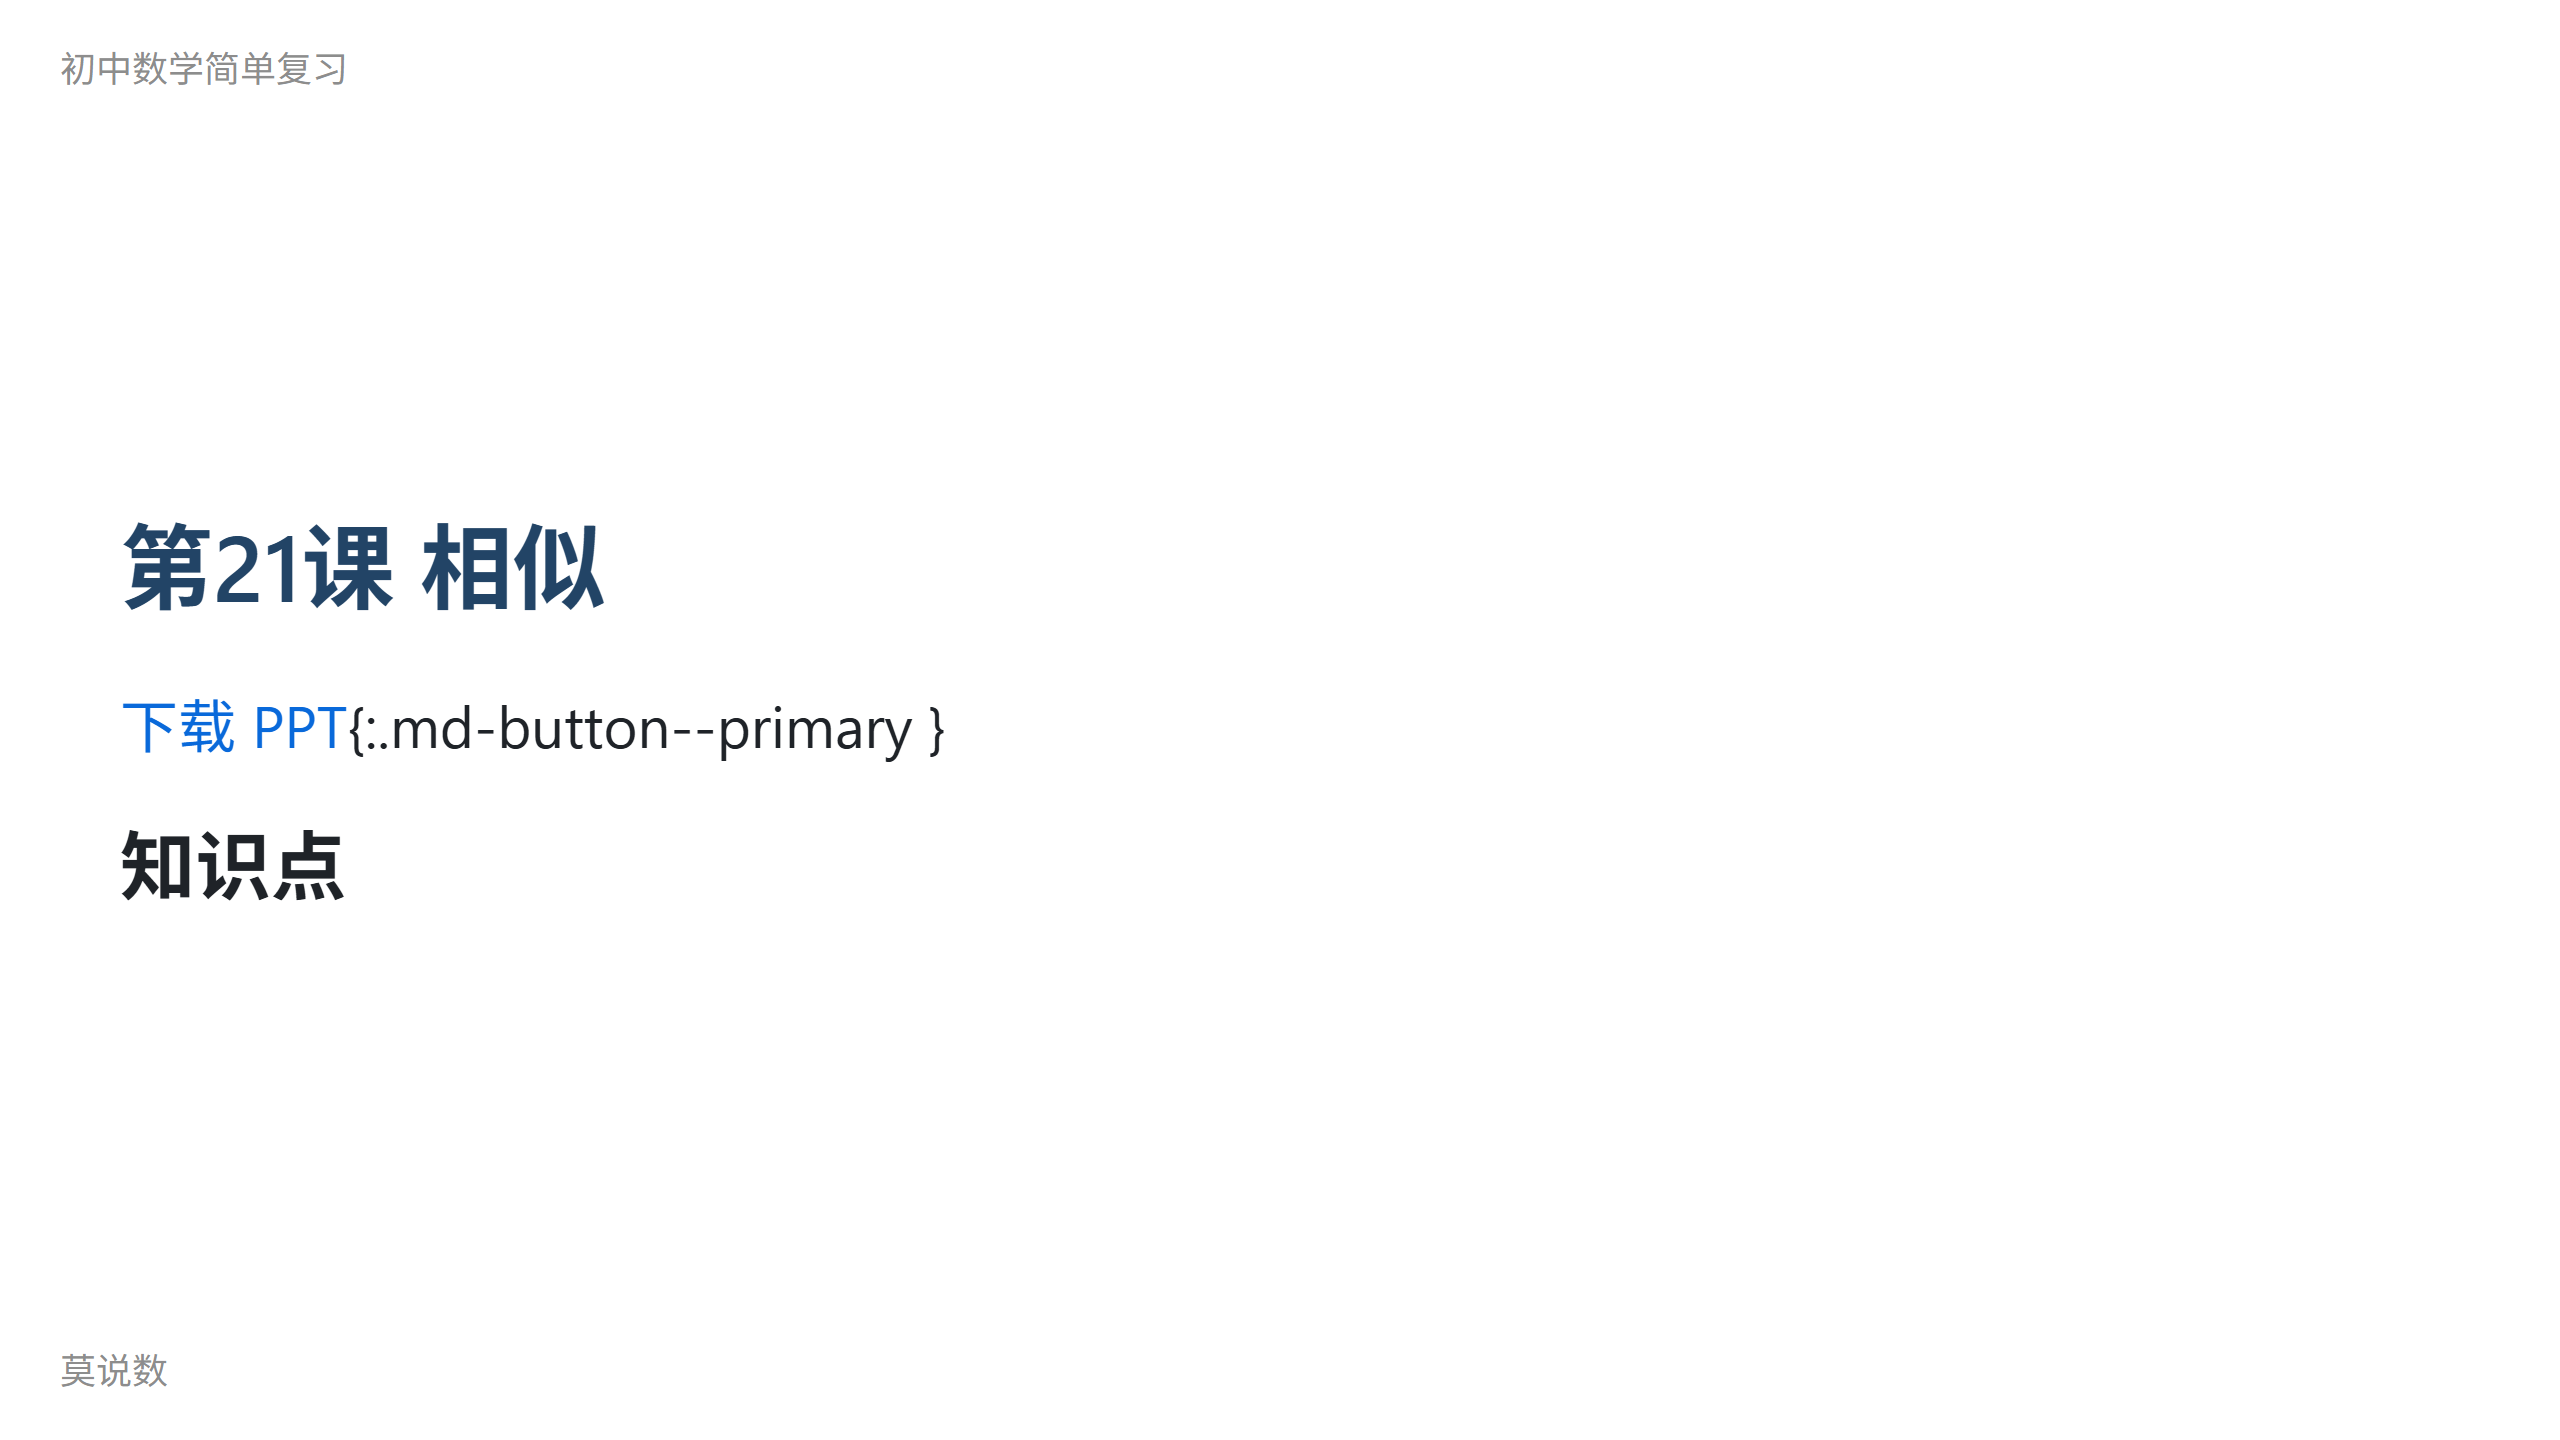 初中数学简单复习
第21课 相似
下载 PPT{:.md-button--primary }
知识点
莫说数